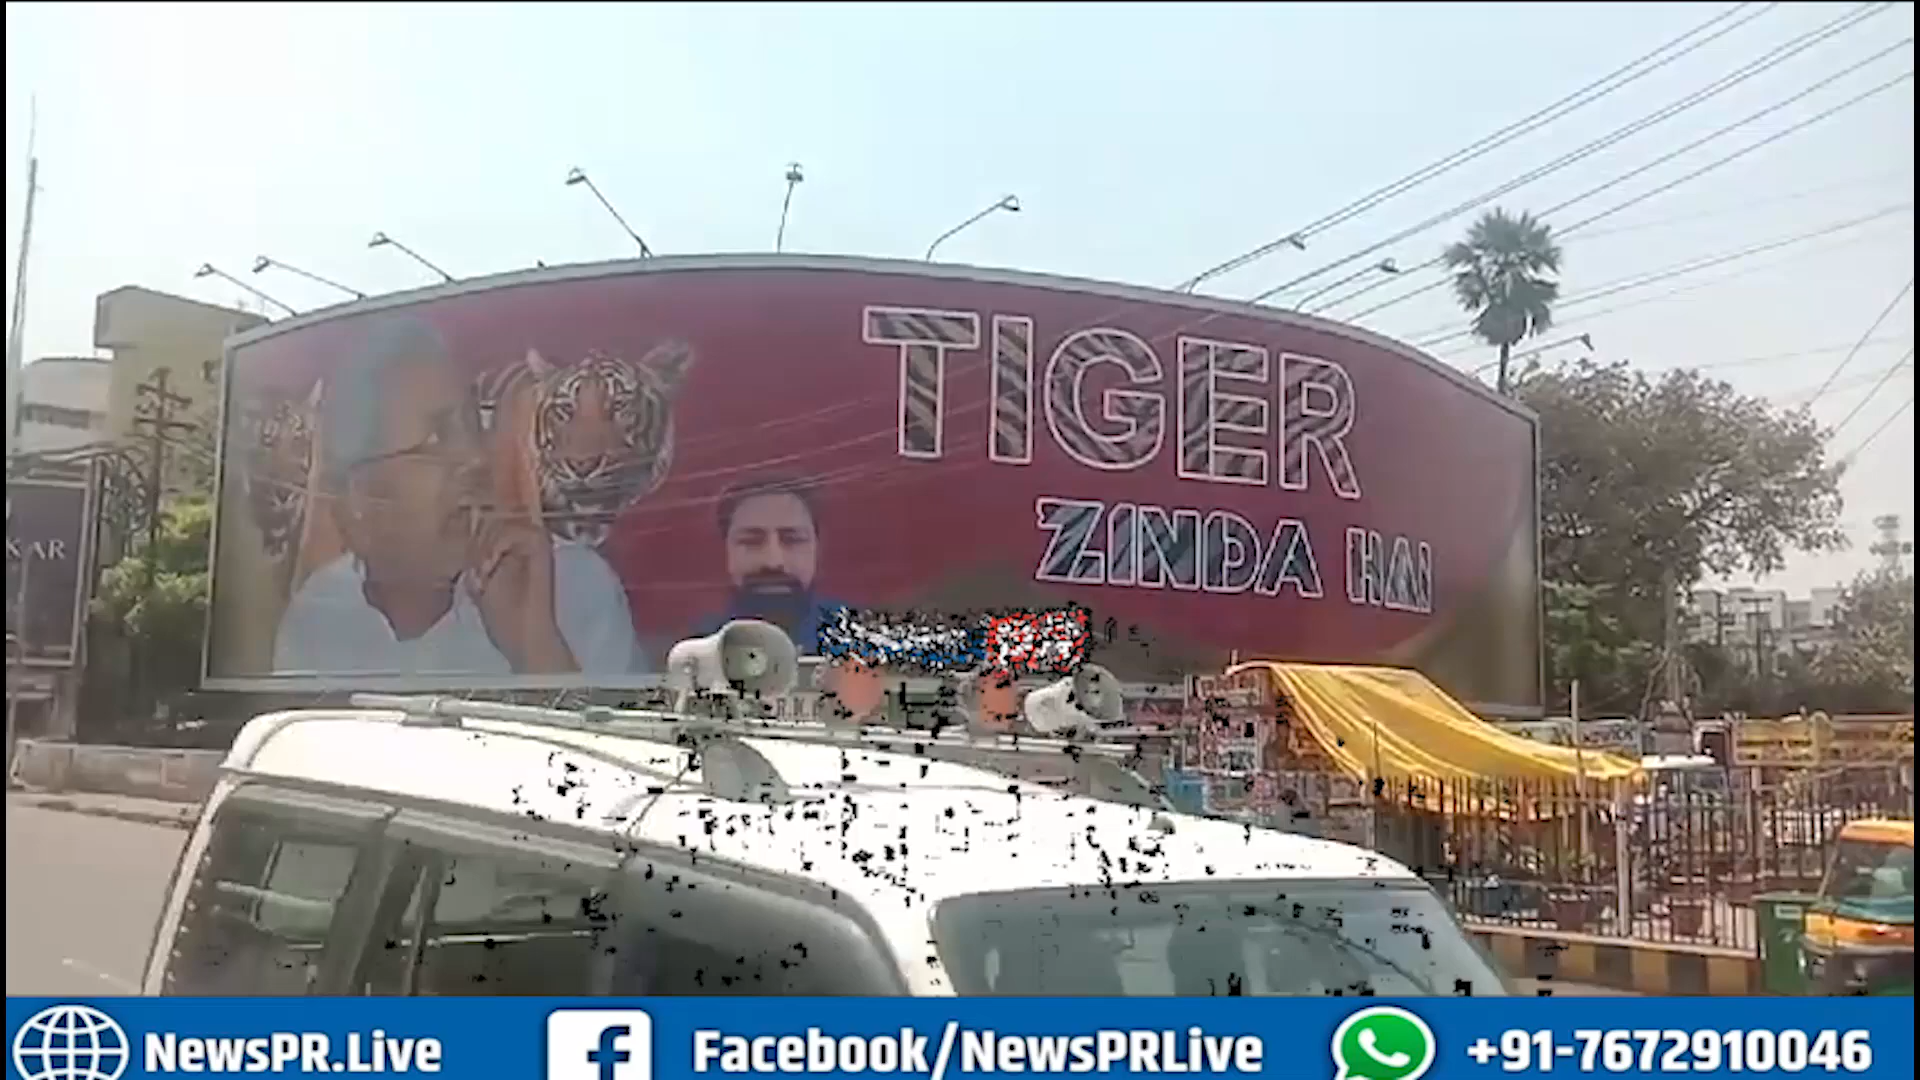 TIGER
ZINDA HAI
KAR
NewsPR.Live
Facebook/NewsPRLive
+91-7672910046